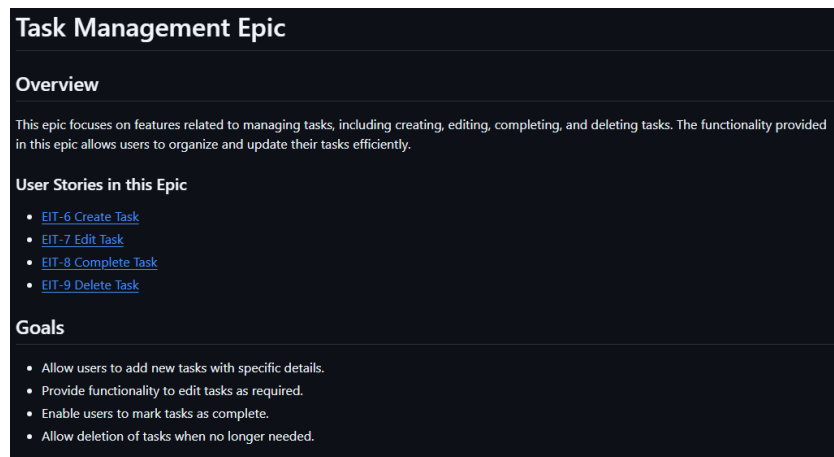 Task Management Epic
Overview
This epic focuses on features related to managing tasks, including creating, editing, completing, and deleting tasks. The functionality provided
in this epic allows users to organize and update their tasks efficiently.
User Stories in this Epic
• EIT-6 Create Task
• EIT-7 Edit Task
• EIT-8 Complete Task
• EIT-9 Delete Task
Goals
• Allow users to add new tasks with specific details.
• Provide functionality to edit tasks as required.
• Enable users to mark tasks as complete.
• Allow deletion of tasks when no longer needed.